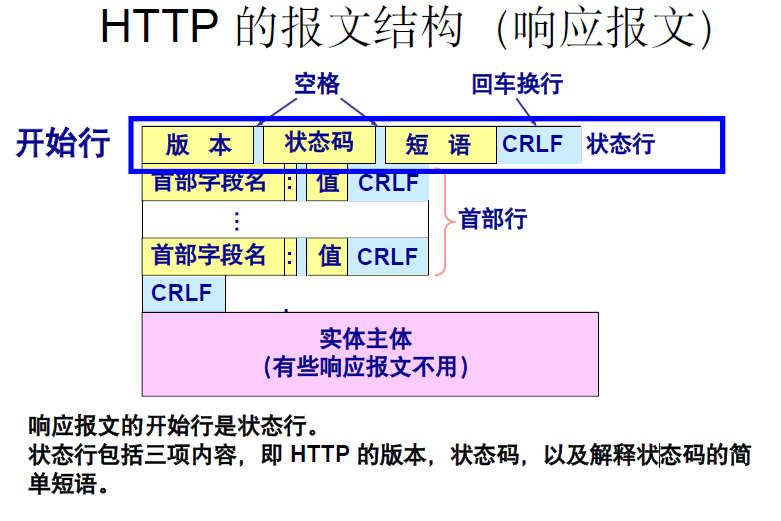 HTTP 的报文结构（响应报文）
空格 回车换行
开始行 版 本 状态码 短 语 CRLF 状态行
首部字段名 : 值 CRLF
⋮ 首部行
首部字段名 : 值 CRLF
CRLF
实体主体
（有些响应报文不用）
响应报文的开始行是状态行。
状态行包括三项内容，即 HTTP 的版本，状态码，以及解释状态码的简
单短语。